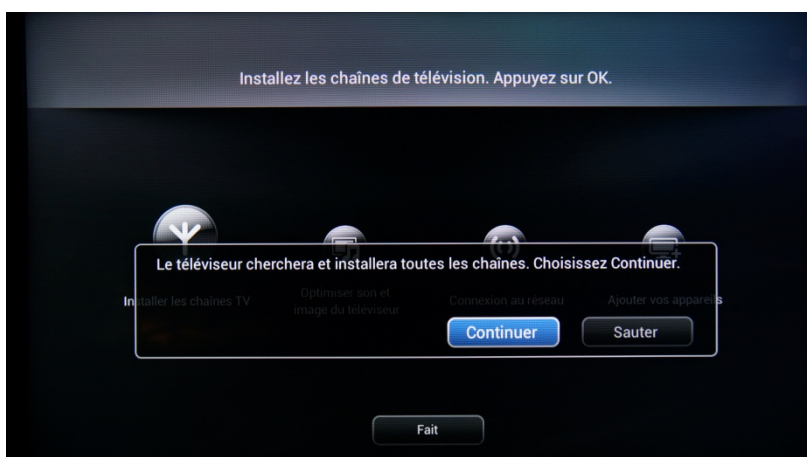 Installez les chaînes de télévision. Appuyez sur OK.
Le téléviseur cherchera et installera toutes les chaînes. Choisissez Continuer.
Installer les chaînes TV
Optimiser son et
image du téléviseur
Connexion au réseau
Ajouter vos appareils
Continuer
Sauter
Fait